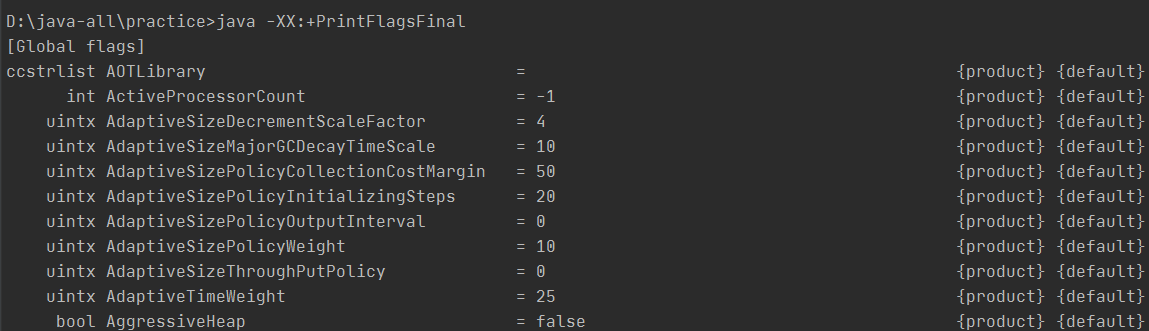 D:\java-all\practice>java -XX:+PrintFlagsFinal
[Global flags]
ccstrlist AOTLibrary = {product} {default}
int ActiveProcessorCount = -1 {product} {default}
uintx AdaptiveSizeDecrementScaleFactor = 4 {product} {default}
uintx AdaptiveSizeMajorGCDecayTimeScale = 10 {product} {default}
uintx AdaptiveSizePolicyCollectionCostMargin = 50 {product} {default}
uintx AdaptiveSizePolicyInitializingSteps = 20 {product} {default}
uintx AdaptiveSizePolicyOutputInterval = 0 {product} {default}
uintx AdaptiveSizePolicyWeight = 10 {product} {default}
uintx AdaptiveSizeThroughPutPolicy = 0 {product} {default}
uintx AdaptiveTimeWeight = 25 {product} {default}
bool AggressiveHeap = false {product} {default}